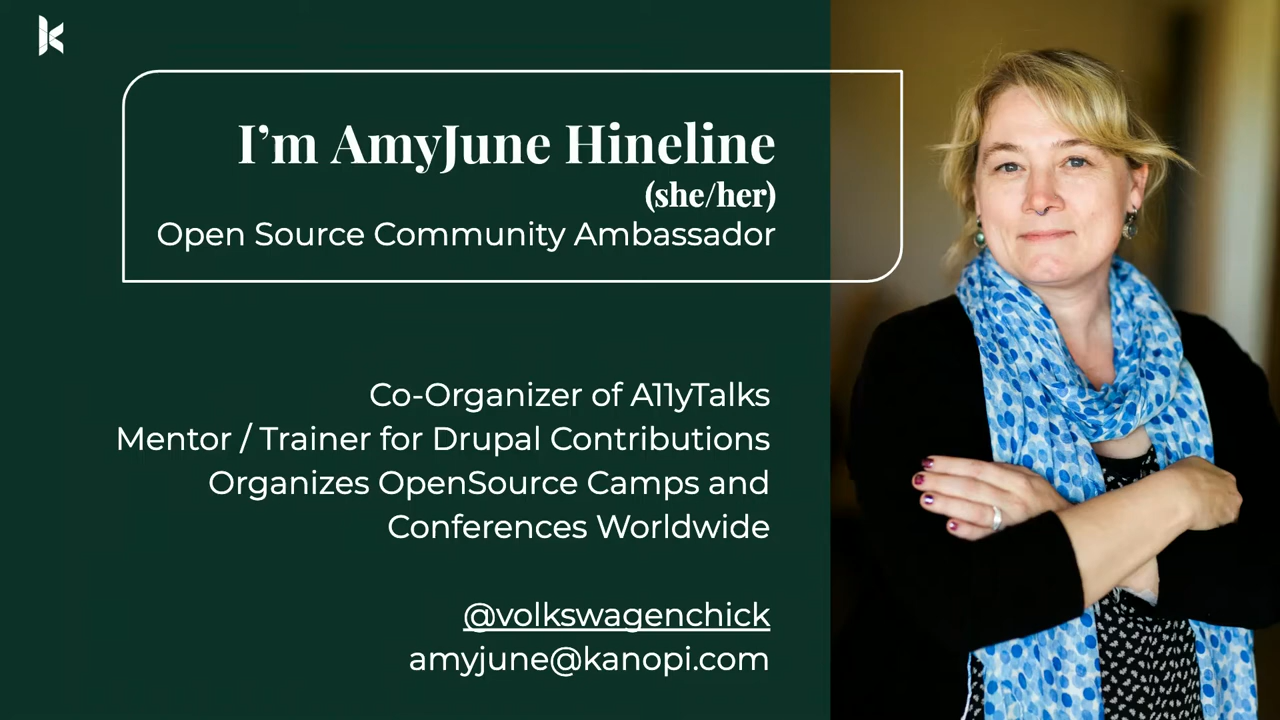 I’m AmyJune Hineline
(she/her)
Open Source Community Ambassador
Co-Organizer of A11yTalks
Mentor / Trainer for Drupal Contributions
Organizes OpenSource Camps and
Conferences Worldwide
@volkswagenchick
amyjune@kanopi.com